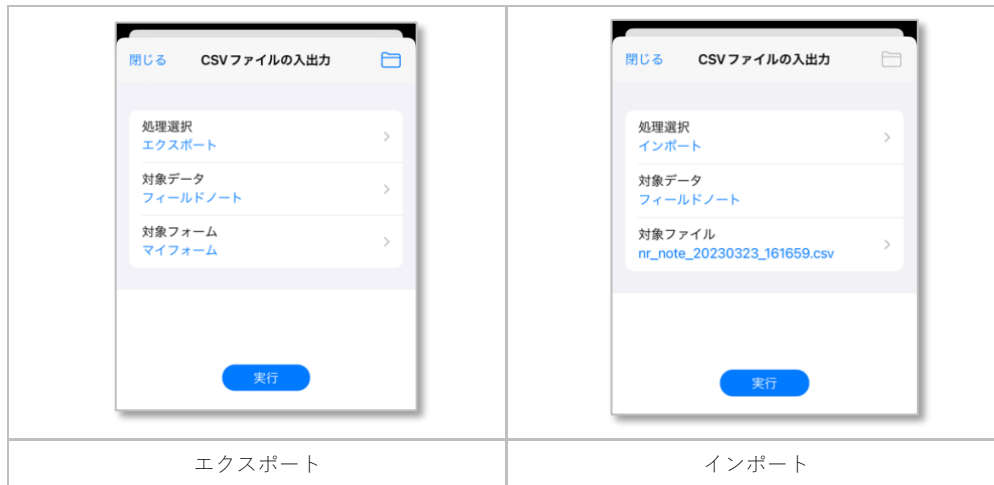 閉じる CSVファイルの入出力
処理選択
エクスポート
対象データ
フィールドノート
対象フォーム
マイフォーム
実行
エクスポート
閉じる CSVファイルの入出力
処理選択
インポート
対象データ
フィールドノート
対象ファイル
nr_note_20230323_161659.csv
実行
インポート